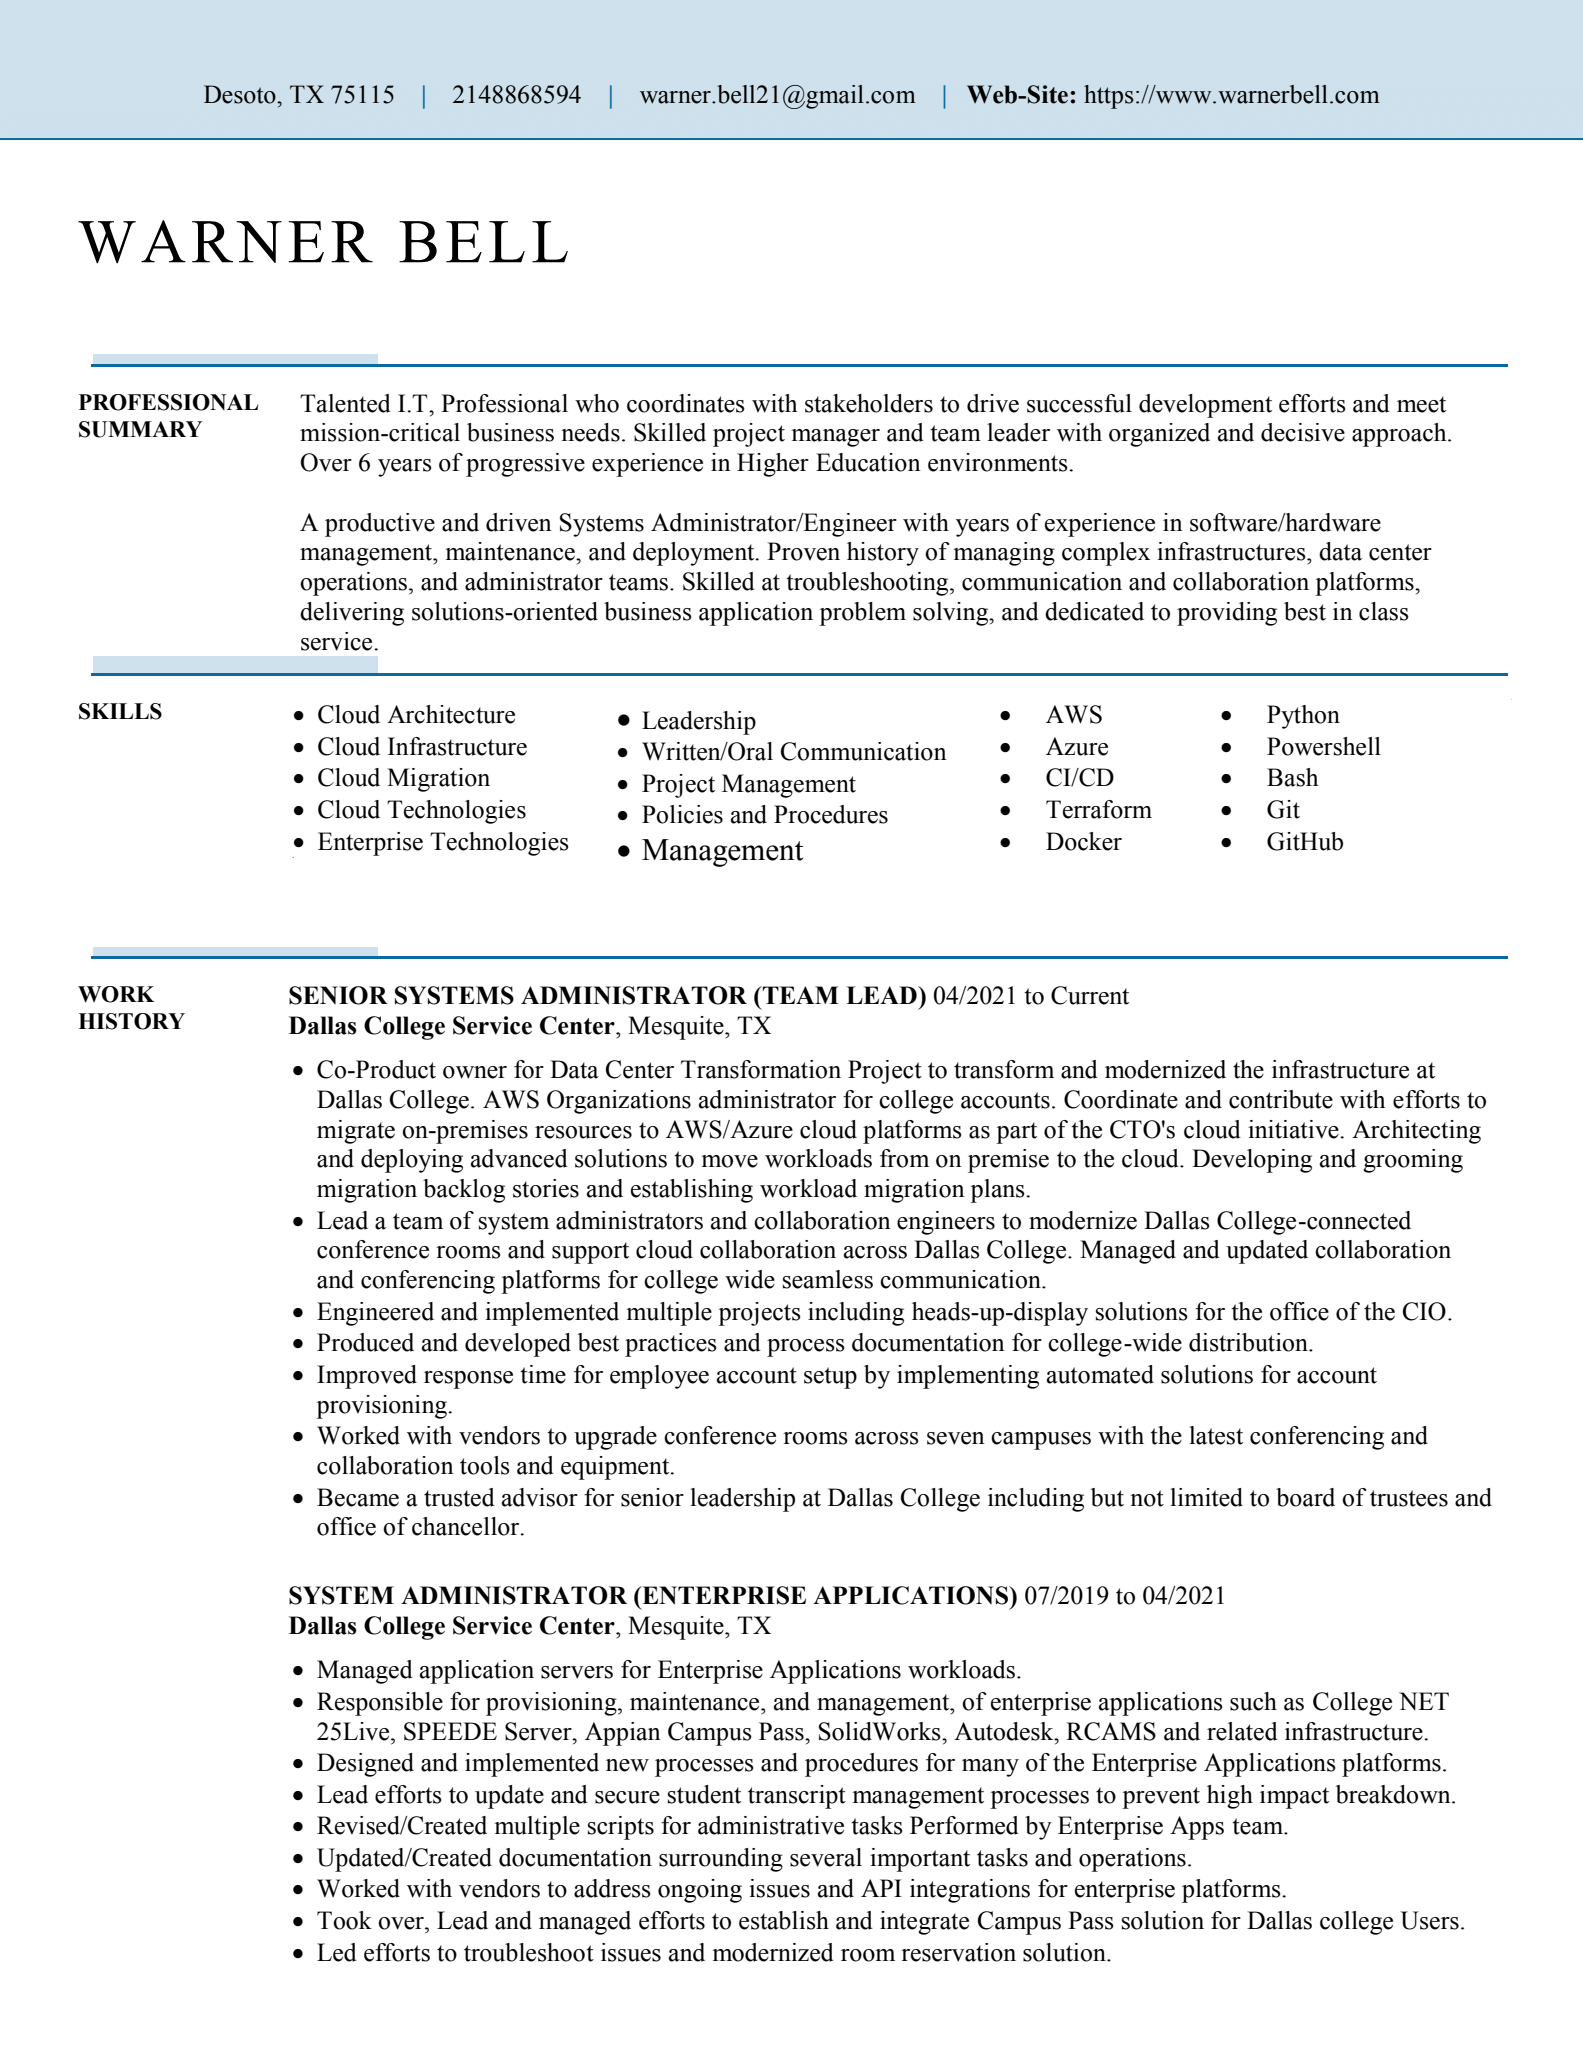 Desoto, TX 75115 | 2148868594 | warner.bell21@gmail.com | Web-Site: https://www.warnerbell.com
WARNER BELL
PROFESSIONAL
SUMMARY
Talented I.T, Professional who coordinates with stakeholders to drive successful development efforts and meet
mission-critical business needs. Skilled project manager and team leader with organized and decisive approach.
Over 6 years of progressive experience in Higher Education environments.
A productive and driven Systems Administrator/Engineer with years of experience in software/hardware
management, maintenance, and deployment. Proven history of managing complex infrastructures, data center
operations, and administrator teams. Skilled at troubleshooting, communication and collaboration platforms,
delivering solutions-oriented business application problem solving, and dedicated to providing best in class
service.
SKILLS
• Cloud Architecture
• Cloud Infrastructure
• Cloud Migration
• Cloud Technologies
• Enterprise Technologies
• Leadership
• Written/Oral Communication
• Project Management
• Policies and Procedures
• Management
• AWS
• Azure
• CI/CD
• Terraform
• Docker
• Python
• Powershell
• Bash
• Git
• GitHub
WORK
HISTORY
SENIOR SYSTEMS ADMINISTRATOR (TEAM LEAD) 04/2021 to Current
Dallas College Service Center, Mesquite, TX
• Co-Product owner for Data Center Transformation Project to transform and modernized the infrastructure at
Dallas College. AWS Organizations administrator for college accounts. Coordinate and contribute with efforts to
migrate on-premises resources to AWS/Azure cloud platforms as part of the CTO's cloud initiative. Architecting
and deploying advanced solutions to move workloads from on premise to the cloud. Developing and grooming
migration backlog stories and establishing workload migration plans.
• Lead a team of system administrators and collaboration engineers to modernize Dallas College-connected
conference rooms and support cloud collaboration across Dallas College. Managed and updated collaboration
and conferencing platforms for college wide seamless communication.
• Engineered and implemented multiple projects including heads-up-display solutions for the office of the CIO.
• Produced and developed best practices and process documentation for college-wide distribution.
• Improved response time for employee account setup by implementing automated solutions for account
provisioning.
• Worked with vendors to upgrade conference rooms across seven campuses with the latest conferencing and
collaboration tools and equipment.
• Became a trusted advisor for senior leadership at Dallas College including but not limited to board of trustees and
office of chancellor.
SYSTEM ADMINISTRATOR (ENTERPRISE APPLICATIONS) 07/2019 to 04/2021
Dallas College Service Center, Mesquite, TX
• Managed application servers for Enterprise Applications workloads.
• Responsible for provisioning, maintenance, and management, of enterprise applications such as College NET
25Live, SPEEDE Server, Appian Campus Pass, SolidWorks, Autodesk, RCAMS and related infrastructure.
• Designed and implemented new processes and procedures for many of the Enterprise Applications platforms.
• Lead efforts to update and secure student transcript management processes to prevent high impact breakdown.
• Revised/Created multiple scripts for administrative tasks Performed by Enterprise Apps team.
• Updated/Created documentation surrounding several important tasks and operations.
• Worked with vendors to address ongoing issues and API integrations for enterprise platforms.
• Took over, Lead and managed efforts to establish and integrate Campus Pass solution for Dallas college Users.
• Led efforts to troubleshoot issues and modernized room reservation solution.